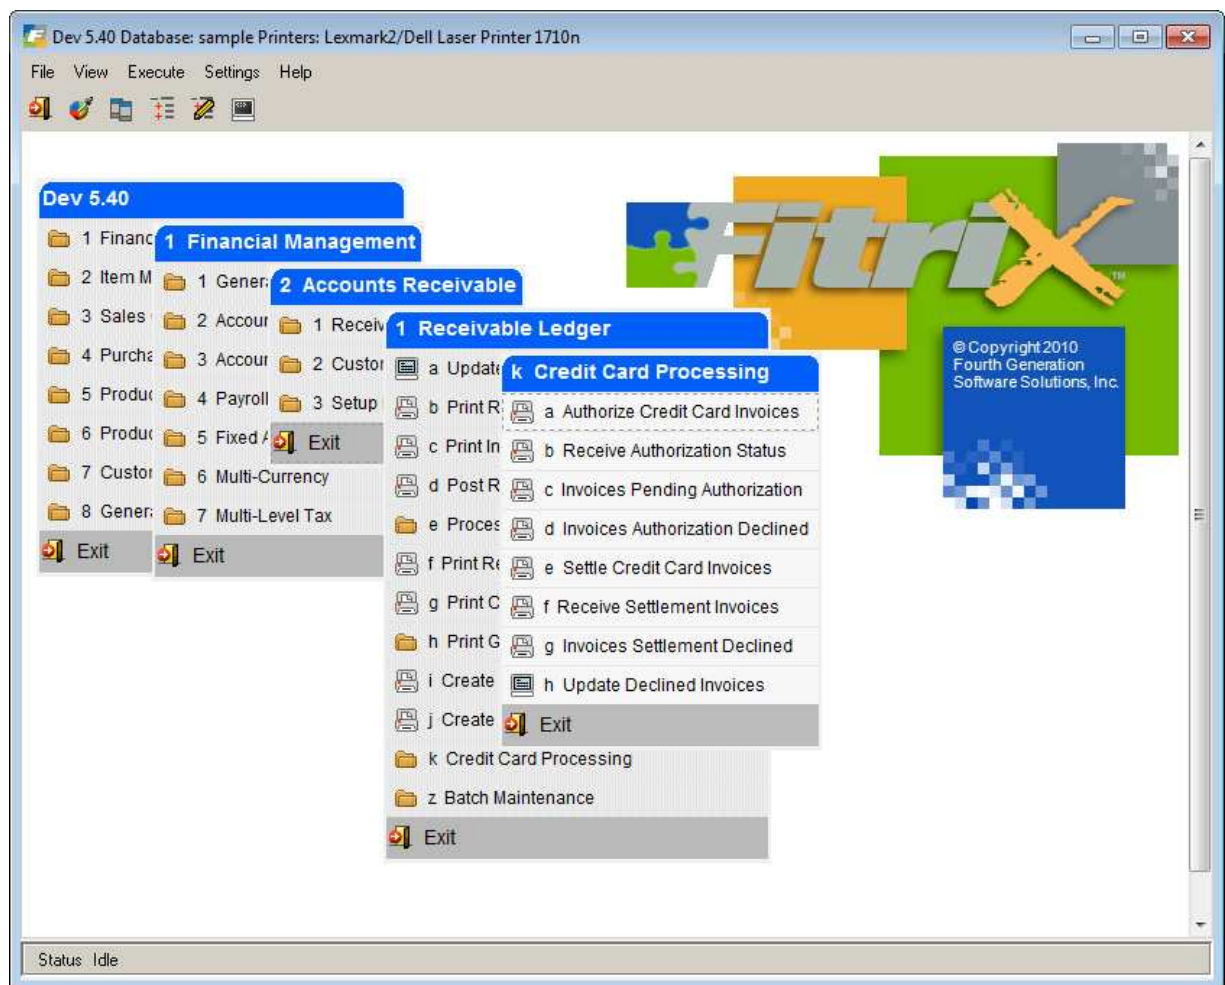 Dev 5.40 Database: sample Printers: Lexmark2/Dell Laser Printer 1710n
File View Execute Settings Help
Dev 5.40
1 Financ
2 Item M
3 Sales
4 Purcha
5 Produc
6 Produc
7 Custor
8 Genera
Exit
1 Financial Management
1 Genera
2 Accour
3 Accour
4 Payroll
5 Fixed A
6 Multi-Currency
7 Multi-Level Tax
Exit
2 Accounts Receivable
1 Receiv
2 Custor
3 Setup
Exit
1 Receivable Ledger
a Update
b Print R
c Print In
d Post R
e Proces
f Print Re
g Print C
h Print G
i Create
j Create
k Credit Card Processing
z Batch Maintenance
Exit
k Credit Card Processing
a Authorize Credit Card Invoices
b Receive Authorization Status
c Invoices Pending Authorization
d Invoices Authorization Declined
e Settle Credit Card Invoices
f Receive Settlement Invoices
g Invoices Settlement Declined
h Update Declined Invoices
Exit
FitriX
TM
© Copyright 2010
Fourth Generation
Software Solutions, Inc.
Status Idle